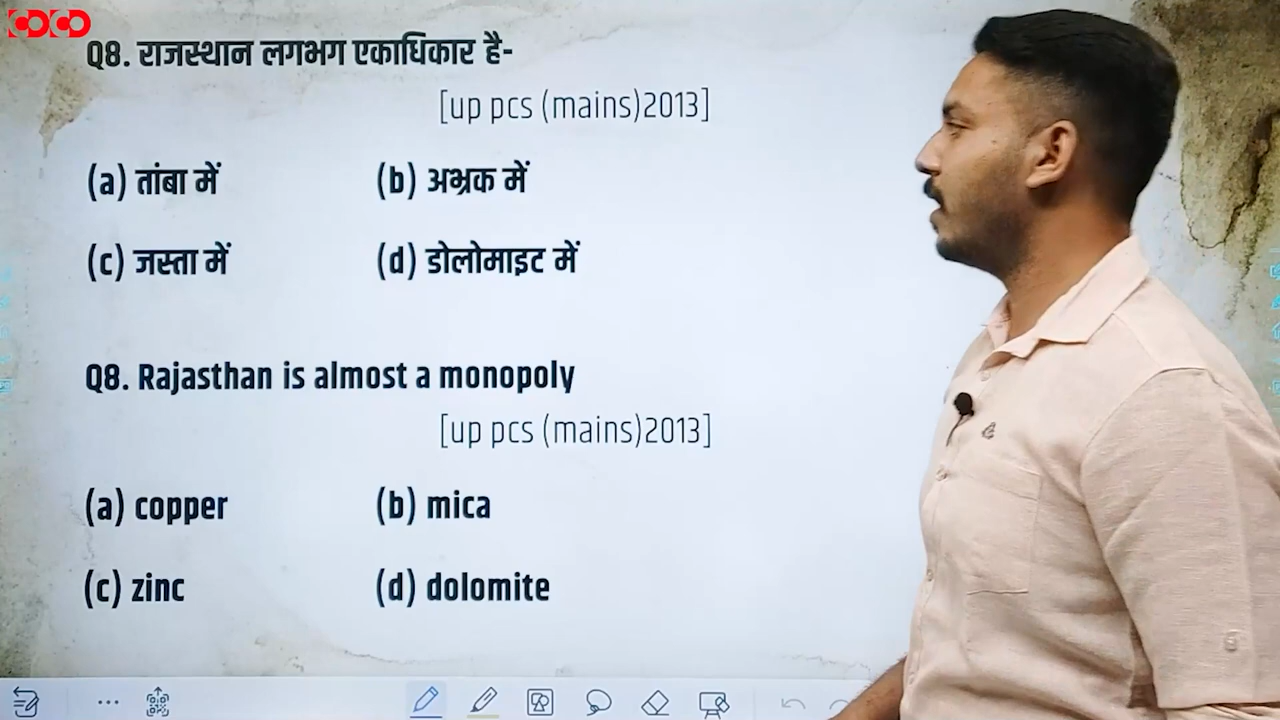 COCO
Q8. राजस्थान लगभग एकाधिकार है-
[up pcs (mains)2013]
(a) तांबा में (b) अभ्रक में
(c) जस्ता में (d) डोलोमाइट में
Q8. Rajasthan is almost a monopoly
[up pcs (mains)2013]
(a) copper (b) mica
(c) zinc (d) dolomite